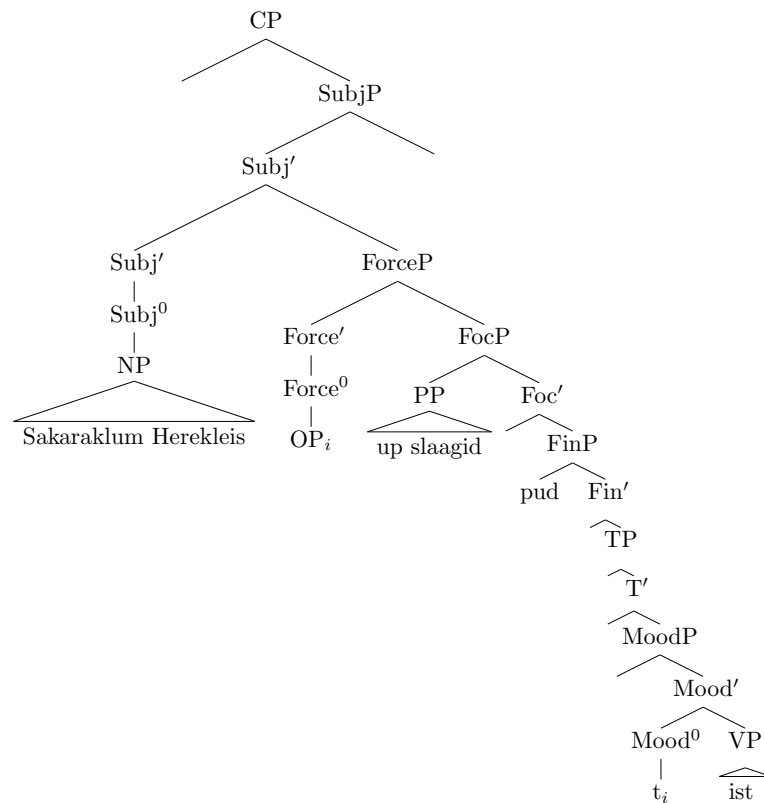 CP
SubjP
Subj′
Subj′ ForceP
Subj⁰
Force′ FocP
NP
Force⁰ PP Foc′
Sakaraklum Herekleis OPᵢ up slaagid FinP
pud Fin′
TP
T′
MoodP
Mood′
Mood⁰ VP
tᵢ ist